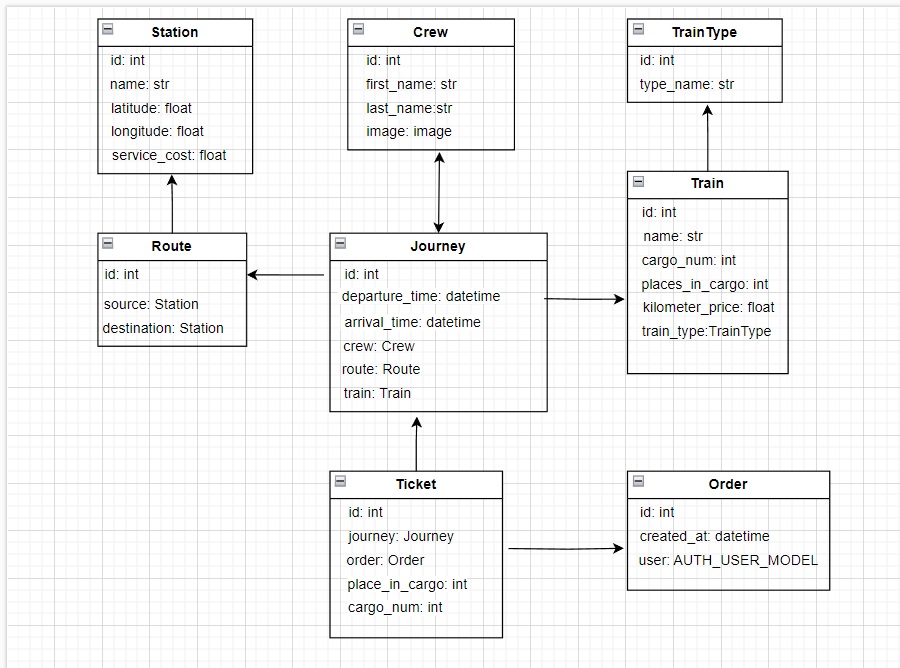 Station
id: int
name: str
latitude: float
longitude: float
service_cost: float
Crew
id: int
first_name: str
last_name:str
image: image
TrainType
id: int
type_name: str
Train
id: int
name: str
cargo_num: int
places_in_cargo: int
kilometer_price: float
train_type:TrainType
Route
id: int
source: Station
destination: Station
Journey
id: int
departure_time: datetime
arrival_time: datetime
crew: Crew
route: Route
train: Train
Ticket
id: int
journey: Journey
order: Order
place_in_cargo: int
cargo_num: int
Order
id: int
created_at: datetime
user: AUTH_USER_MODEL